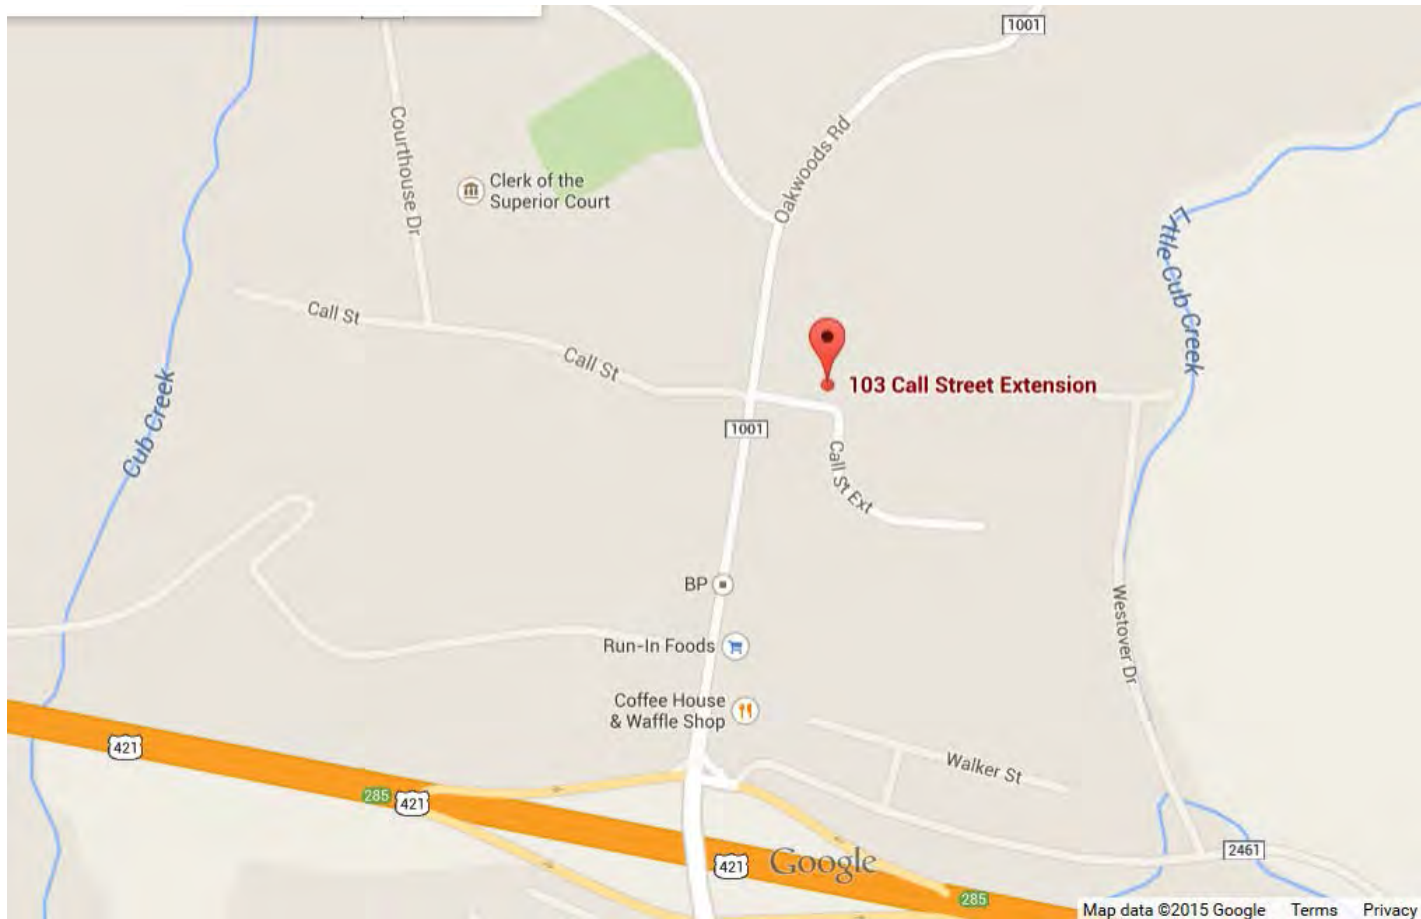 1001
Courthouse Dr
Oakwoods Rd
Clerk of the
Superior Court
Call St
Call St
Cub Creek
103 Call Street Extension
1001
Call St Ext
BP
Run-In Foods
Coffee House
& Waffle Shop
Westover Dr
Walker St
421
285
421
421
Google
2461
285
Map data ©2015 Google
Terms
Privacy
Cub Creek